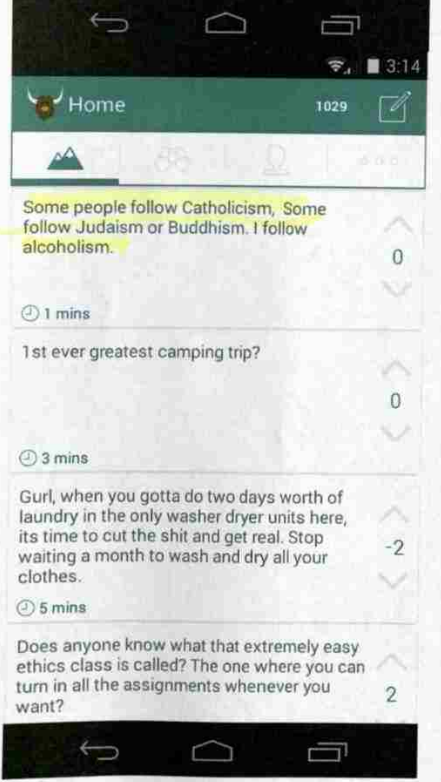 3:14
Home
1029
Some people follow Catholicism, Some
follow Judaism or Buddhism. I follow
alcoholism.
0
1 mins
1st ever greatest camping trip?
0
3 mins
Gurl, when you gotta do two days worth of
laundry in the only washer dryer units here,
its time to cut the shit and get real. Stop
waiting a month to wash and dry all your
clothes.
-2
5 mins
Does anyone know what that extremely easy
ethics class is called? The one where you can
turn in all the assignments whenever you
want?
2